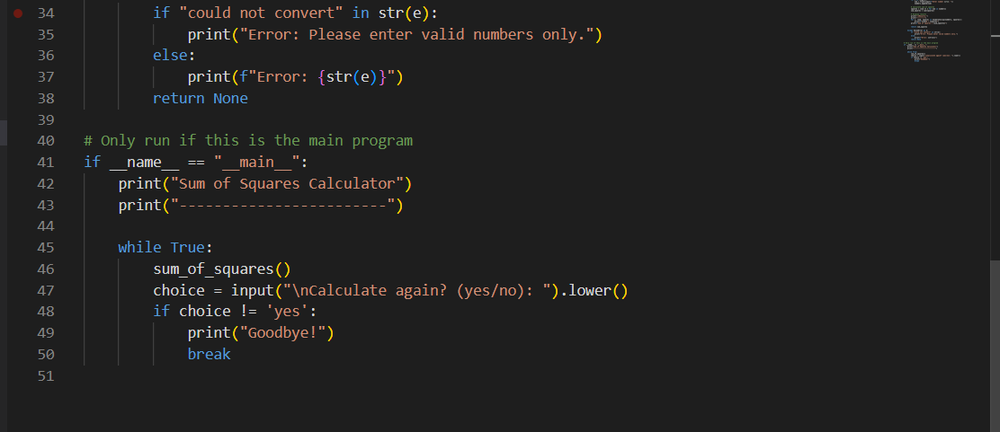 34 if "could not convert" in str(e):
35 print("Error: Please enter valid numbers only.")
36 else:
37 print(f"Error: {str(e)}")
38 return None
39
40 # Only run if this is the main program
41 if __name__ == "__main__":
42 print("Sum of Squares Calculator")
43 print("------------------------")
44
45 while True:
46 sum_of_squares()
47 choice = input("\nCalculate again? (yes/no): ").lower()
48 if choice != 'yes':
49 print("Goodbye!")
50 break
51